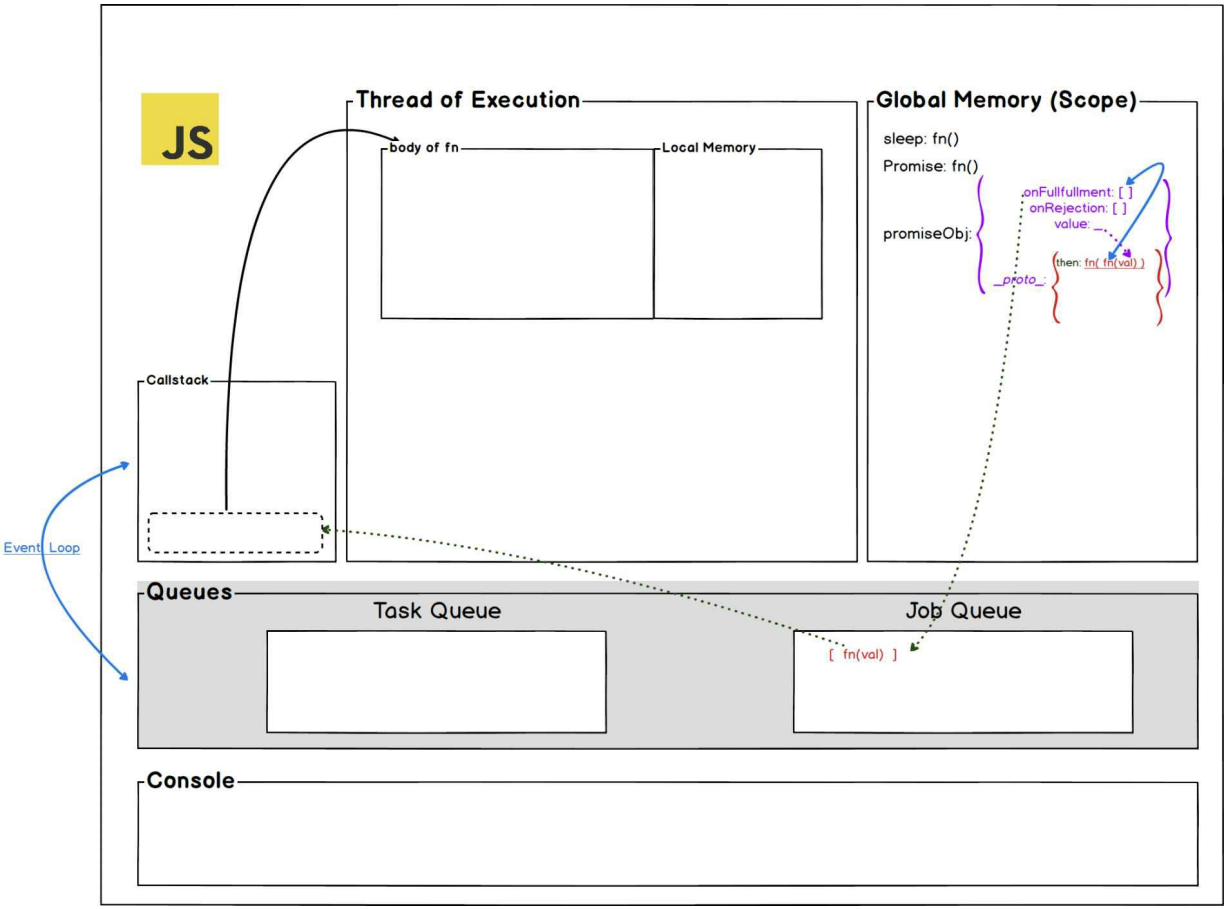 JS
Thread of Execution
body of fn
Local Memory
Global Memory (Scope)
sleep: fn()
Promise: fn()
promiseObj:
onFullfullment: [ ]
onRejection: [ ]
value: _
_proto_:
then: fn( fn(val) )
Callstack
Event Loop
Queues
Task Queue
Job Queue
[ fn(val) ]
Console